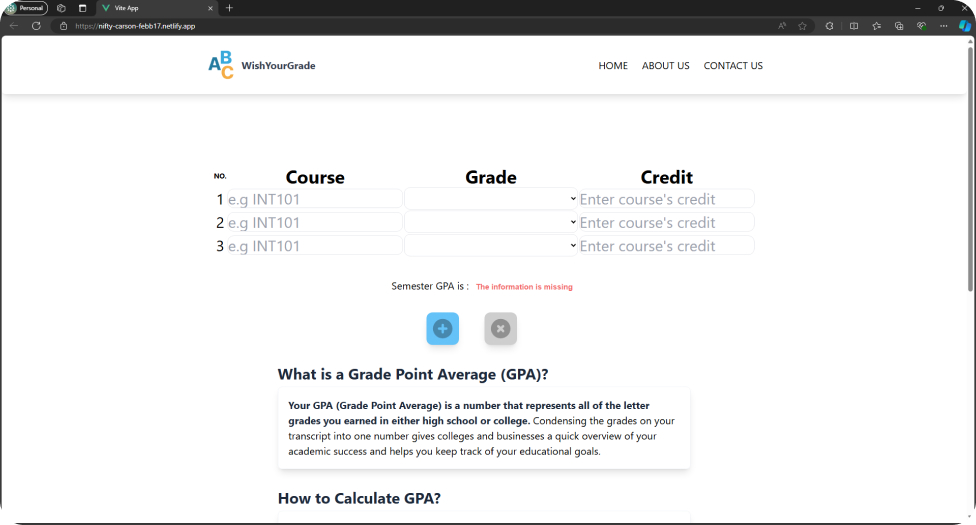 Personal
Vite App
https://nifty-carson-febb17.netlify.app
A B C
WishYourGrade
HOME ABOUT US CONTACT US
NO. Course Grade Credit
1 e.g INT101 Enter course's credit
2 e.g INT101 Enter course's credit
3 e.g INT101 Enter course's credit
Semester GPA is : The information is missing
What is a Grade Point Average (GPA)?
Your GPA (Grade Point Average) is a number that represents all of the letter
grades you earned in either high school or college. Condensing the grades on your
transcript into one number gives colleges and businesses a quick overview of your
academic success and helps you keep track of your educational goals.
How to Calculate GPA?